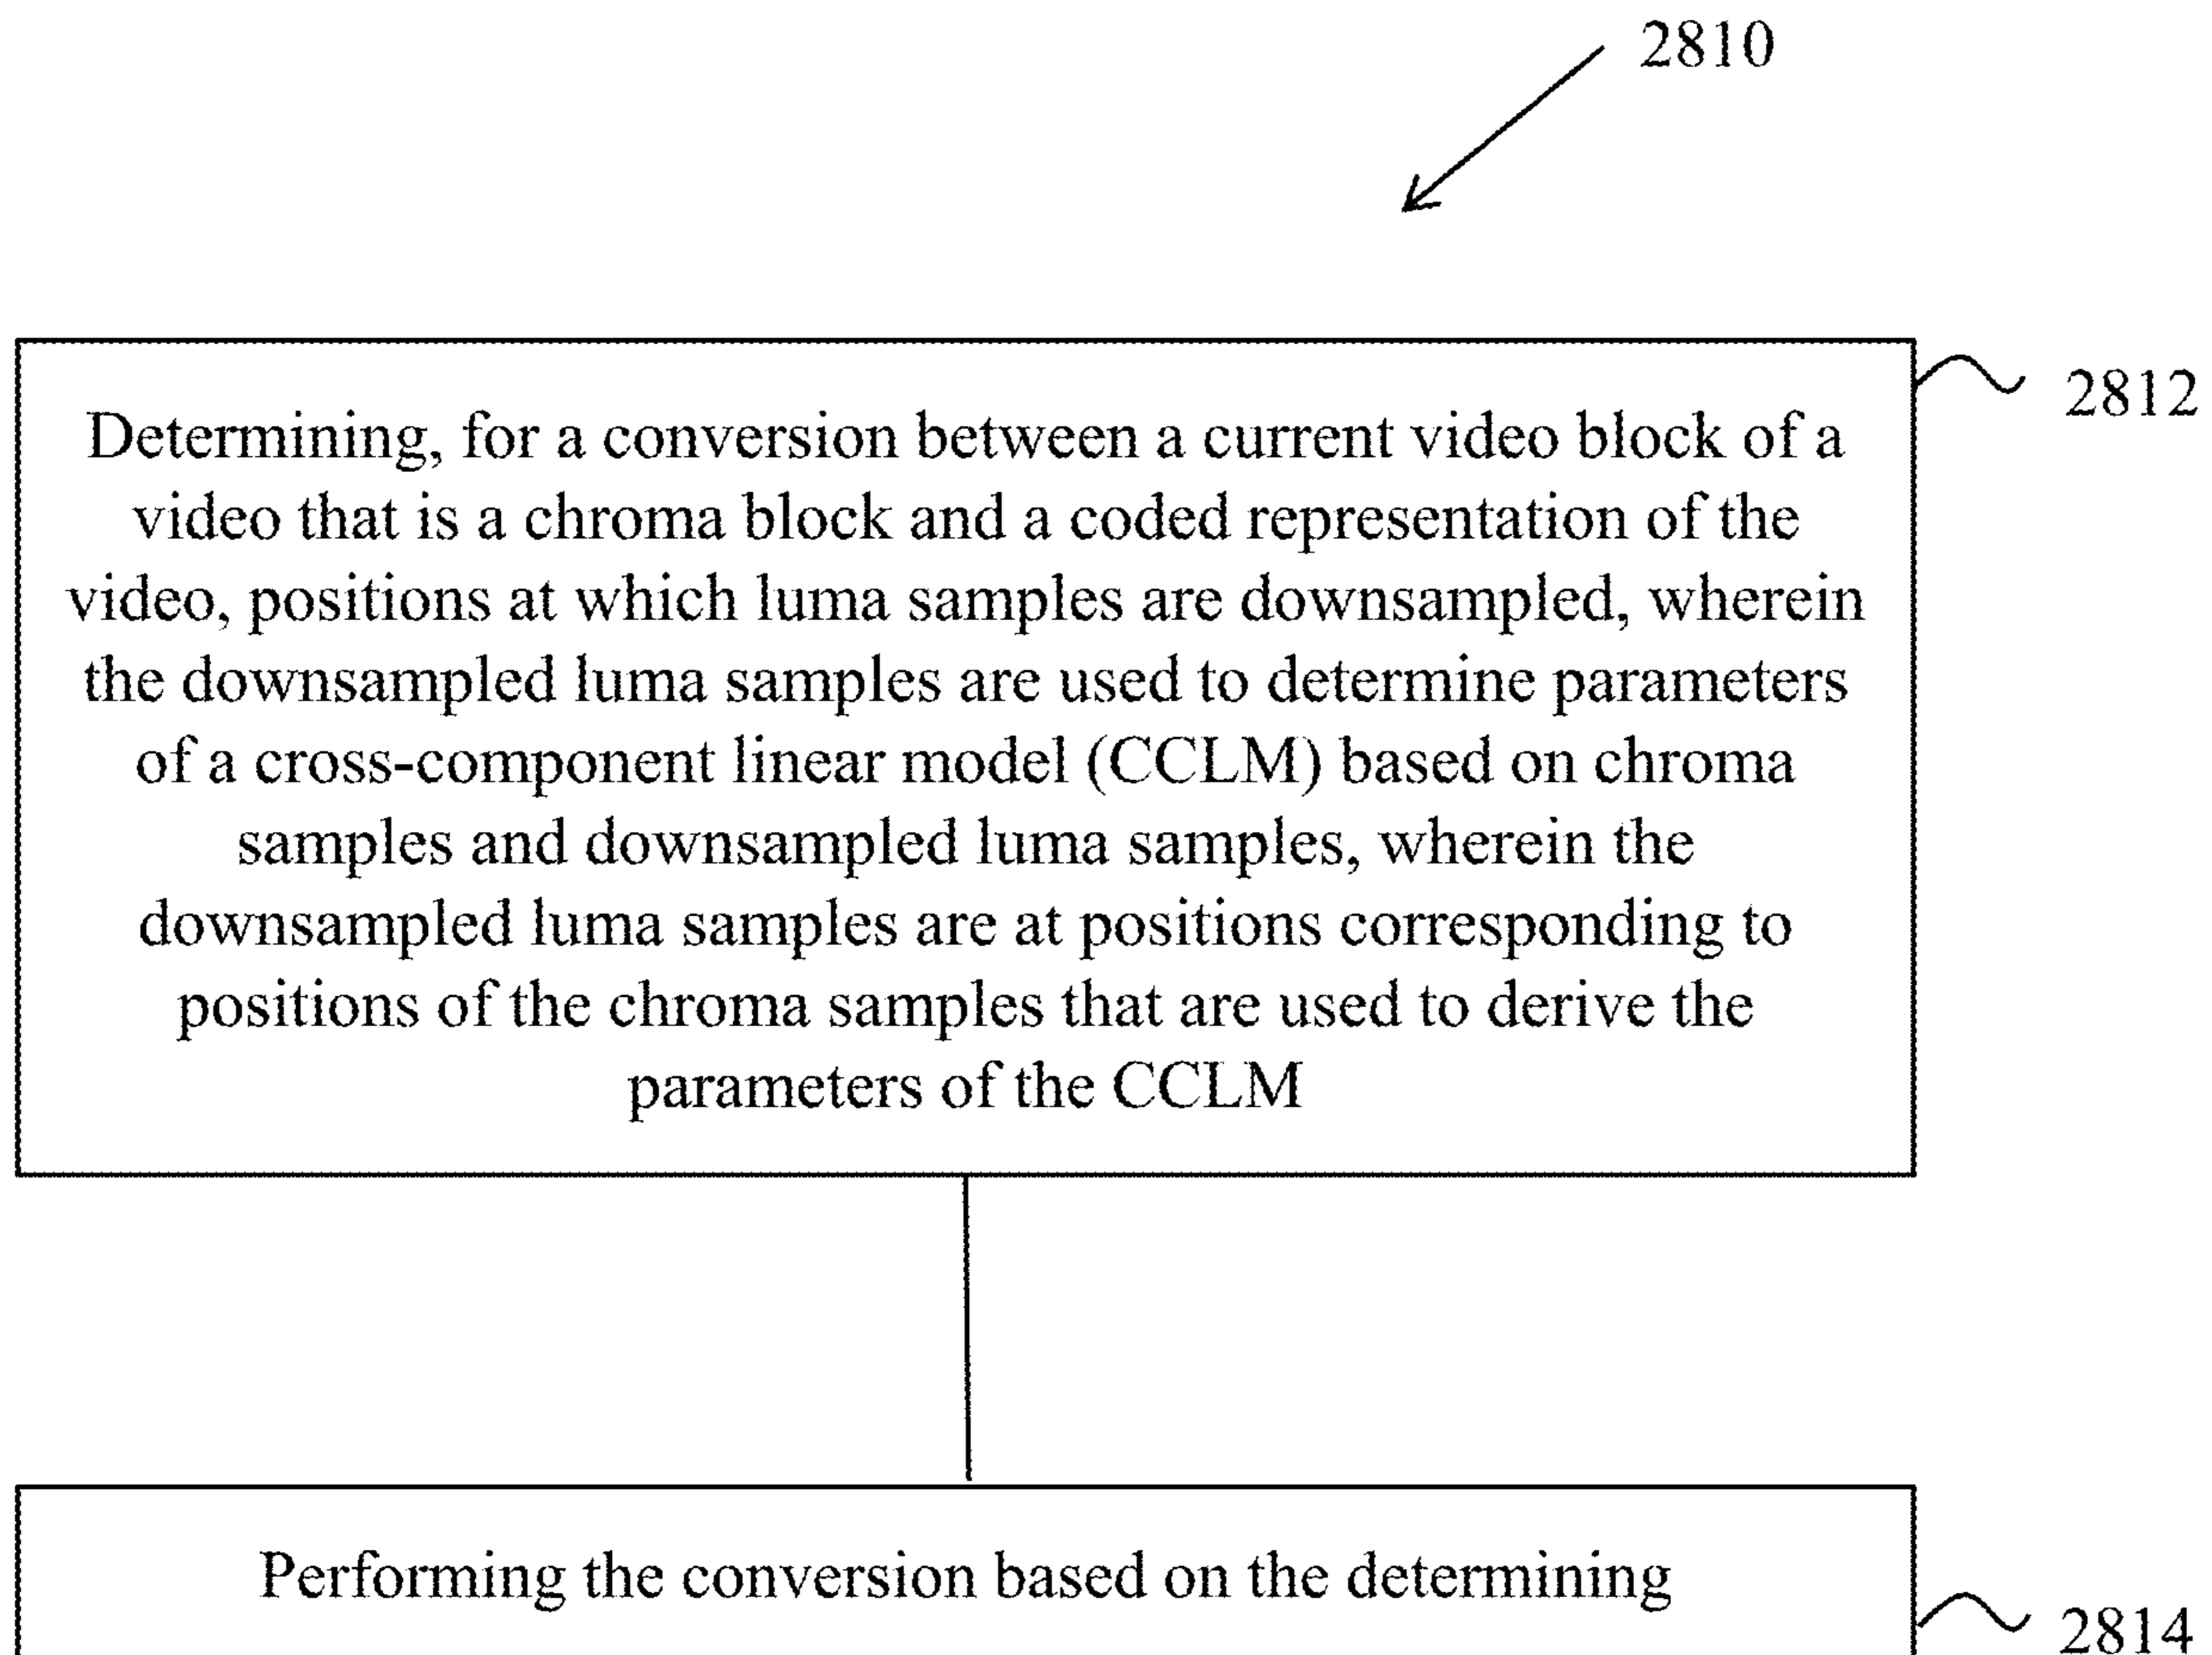 2810
2812
Determining, for a conversion between a current video block of a
video that is a chroma block and a coded representation of the
video, positions at which luma samples are downsampled, wherein
the downsampled luma samples are used to determine parameters
of a cross-component linear model (CCLM) based on chroma
samples and downsampled luma samples, wherein the
downsampled luma samples are at positions corresponding to
positions of the chroma samples that are used to derive the
parameters of the CCLM
Performing the conversion based on the determining
2814